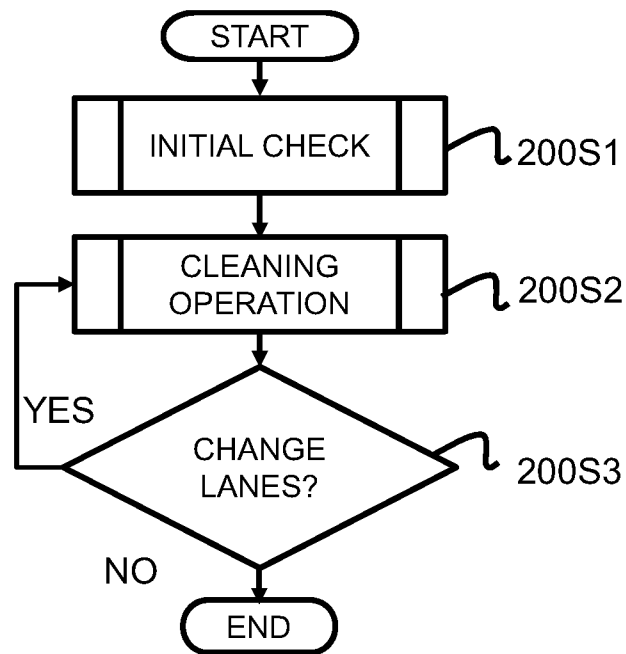 START
INITIAL CHECK
200S1
CLEANING
OPERATION
200S2
YES
CHANGE
LANES?
200S3
NO
END